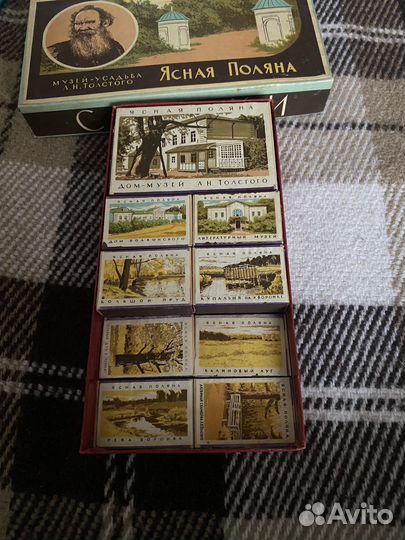 МУЗЕЙ-УСАДЬБА
Л.Н.ТОЛСТОГО
ЯСНАЯ ПОЛЯНА
С
ЯСНАЯ ПОЛЯНА
ДОМ-МУЗЕЙ Л.Н.ТОЛСТОГО
ЯСНАЯ ПОЛЯНА
ДОМ ВОЛКОНСКОГО
ЯСНАЯ ПОЛЯНА
ЛИТЕРАТУРНЫЙ МУЗЕЙ
ЯСНАЯ ПОЛЯНА
БОЛЬШОЙ ПРУД
ЯСНАЯ ПОЛЯНА
КУПАЛЬНЯ НА Р. ВОРОНКЕ
ЯСНАЯ ПОЛЯНА
КАЛИНОВЫЙ ЛУГ
ЯСНАЯ ПОЛЯНА
РЕКА ВОРОНКА
ЯСНАЯ ПОЛЯНА
Avito